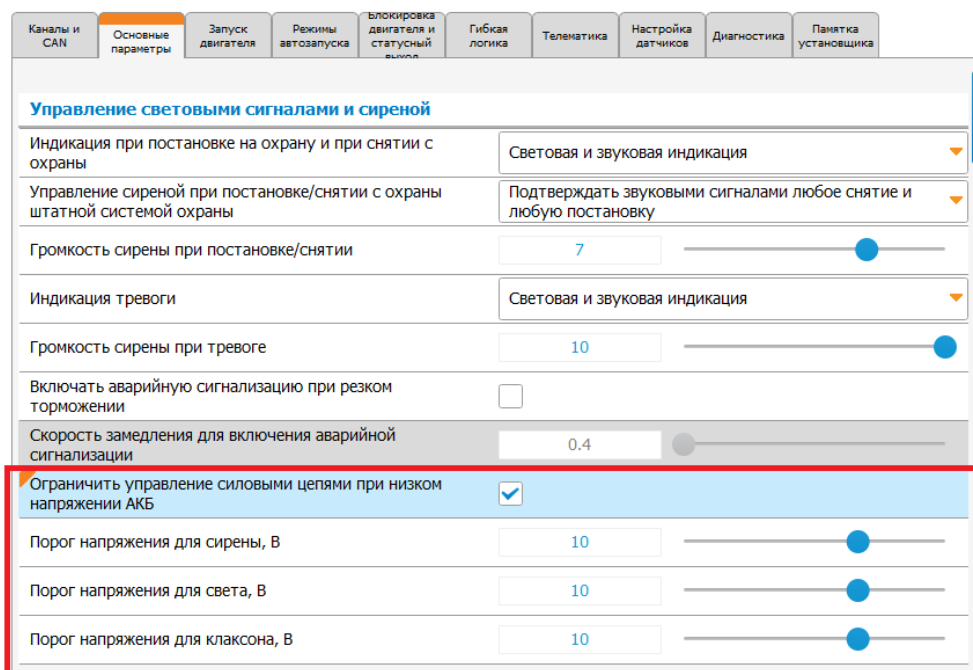 Каналы и
CAN
Основные
параметры
Запуск
двигателя
Режимы
автозапуска
Блокировка
двигателя и
статусный
выход
Гибкая
логика
Телематика
Настройка
датчиков
Диагностика
Памятка
установщика
Управление световыми сигналами и сиреной
Индикация при постановке на охрану и при снятии с
охраны
Световая и звуковая индикация
Управление сиреной при постановке/снятии с охраны
штатной системой охраны
Подтверждать звуковыми сигналами любое снятие и
любую постановку
Громкость сирены при постановке/снятии
7
Индикация тревоги
Световая и звуковая индикация
Громкость сирены при тревоге
10
Включать аварийную сигнализацию при резком
торможении
Скорость замедления для включения аварийной
сигнализации
0.4
Ограничить управление силовыми цепями при низком
напряжении АКБ
Порог напряжения для сирены, В
10
Порог напряжения для света, В
10
Порог напряжения для клаксона, В
10